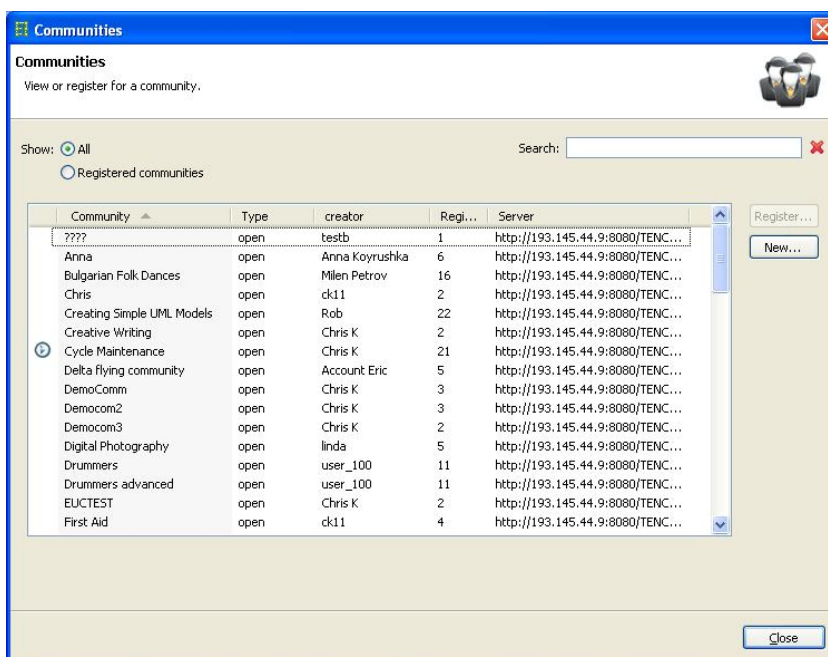 Communities
Communities
View or register for a community.
Show: All Search:
Registered communities
Community Type creator Regi... Server
???? open testb 1 http://193.145.44.9:8080/TENC...
Anna open Anna Koyrushka 6 http://193.145.44.9:8080/TENC...
Bulgarian Folk Dances open Milen Petrov 16 http://193.145.44.9:8080/TENC...
Chris open ck11 2 http://193.145.44.9:8080/TENC...
Creating Simple UML Models open Rob 22 http://193.145.44.9:8080/TENC...
Creative Writing open Chris K 2 http://193.145.44.9:8080/TENC...
Cycle Maintenance open Chris K 21 http://193.145.44.9:8080/TENC...
Delta flying community open Account Eric 5 http://193.145.44.9:8080/TENC...
DemoComm open Chris K 3 http://193.145.44.9:8080/TENC...
Democom2 open Chris K 3 http://193.145.44.9:8080/TENC...
Democom3 open Chris K 2 http://193.145.44.9:8080/TENC...
Digital Photography open linda 5 http://193.145.44.9:8080/TENC...
Drummers open user_100 11 http://193.145.44.9:8080/TENC...
Drummers advanced open user_100 11 http://193.145.44.9:8080/TENC...
EUCTEST open Chris K 2 http://193.145.44.9:8080/TENC...
First Aid open ck11 4 http://193.145.44.9:8080/TENC...
Register...
New...
Close